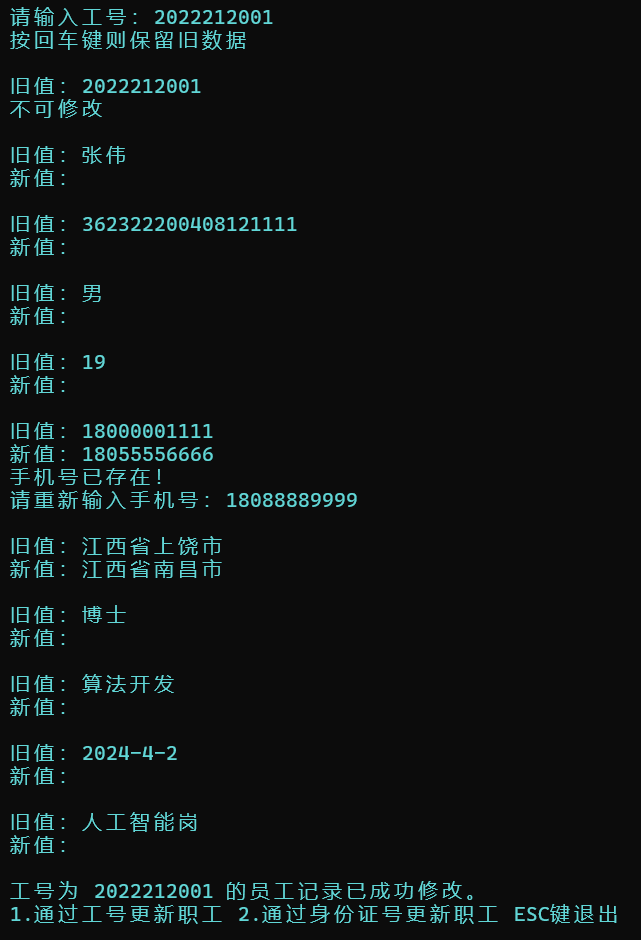 请输入工号: 2022212001
按回车键则保留旧数据
旧值: 2022212001
不可修改
旧值: 张伟
新值:
旧值: 362322200408121111
新值:
旧值: 男
新值:
旧值: 19
新值:
旧值: 18000001111
新值: 18055556666
手机号已存在!
请重新输入手机号: 18088889999
旧值: 江西省上饶市
新值: 江西省南昌市
旧值: 博士
新值:
旧值: 算法开发
新值:
旧值: 2024-4-2
新值:
旧值: 人工智能岗
新值:
工号为 2022212001 的员工记录已成功修改。
1.通过工号更新职工 2.通过身份证号更新职工 ESC键退出